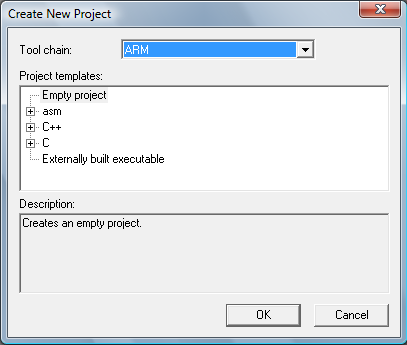 Create New Project
Tool chain: ARM
Project templates:
Empty project
asm
C++
C
Externally built executable
Description:
Creates an empty project.
OK Cancel